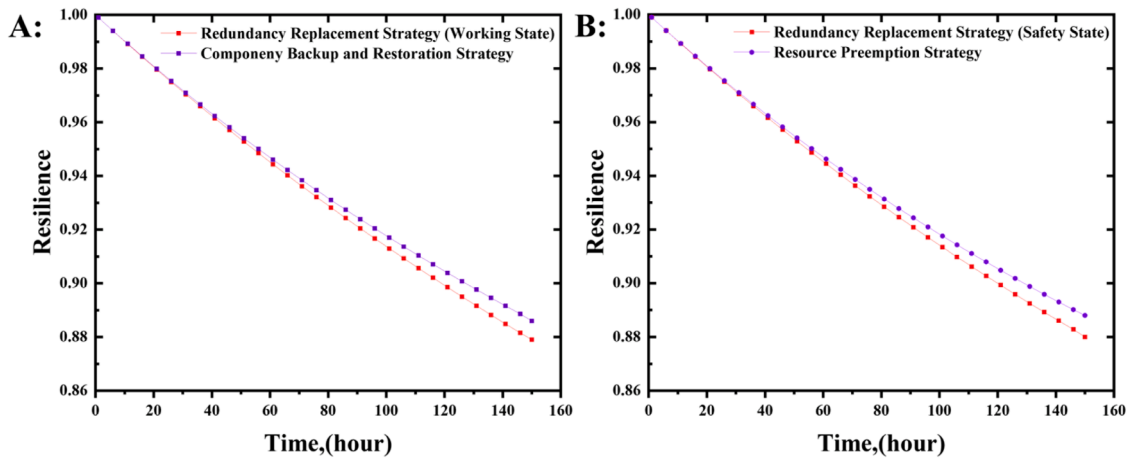 A:
Redundancy Replacement Strategy (Working State)
Componeny Backup and Restoration Strategy
Resilience
1.00
0.98
0.96
0.94
0.92
0.90
0.88
0.86
0 20 40 60 80 100 120 140 160
Time,(hour)
B:
Redundancy Replacement Strategy (Safety State)
Resource Preemption Strategy
Resilience
1.00
0.98
0.96
0.94
0.92
0.90
0.88
0.86
0 20 40 60 80 100 120 140 160
Time,(hour)